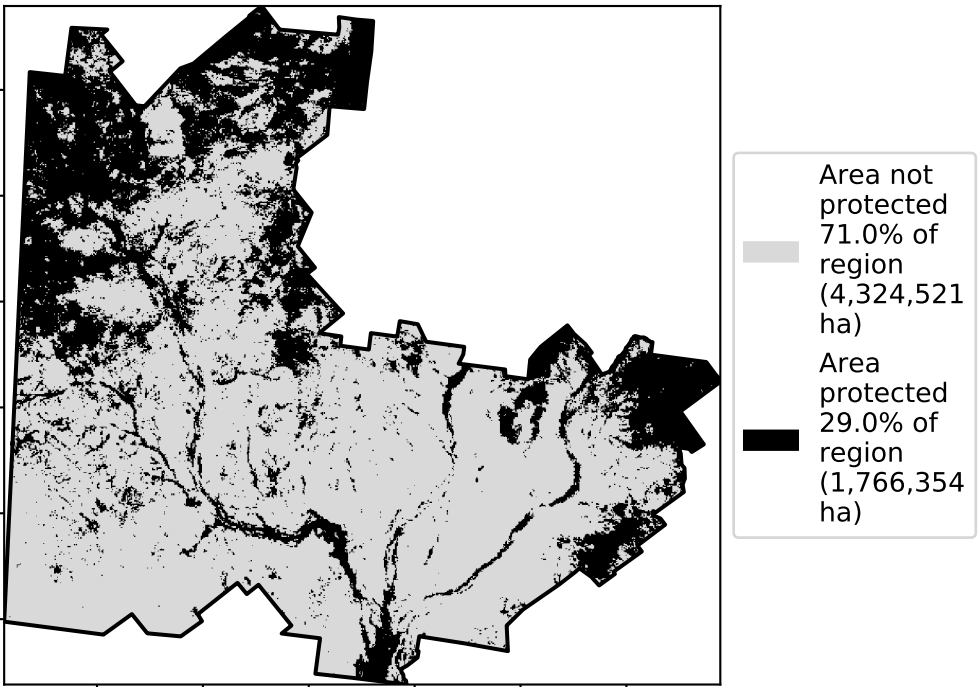 Area not
protected
71.0% of
region
(4,324,521
ha)
Area
protected
29.0% of
region
(1,766,354
ha)